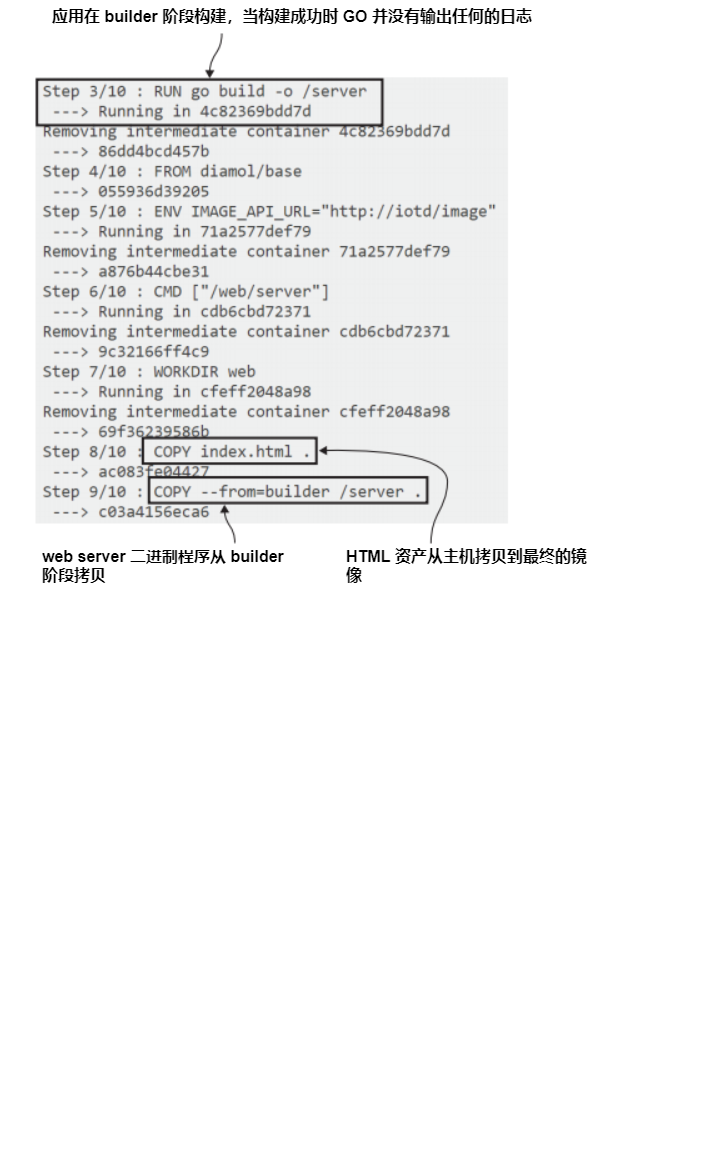 应用在 builder 阶段构建，当构建成功时 GO 并没有输出任何的日志
Step 3/10 : RUN go build -o /server
---> Running in 4c82369bdd7d
Removing intermediate container 4c82369bdd7d
---> 86dd4bcd457b
Step 4/10 : FROM diamol/base
---> 055936d39205
Step 5/10 : ENV IMAGE_API_URL="http://iotd/image"
---> Running in 71a2577def79
Removing intermediate container 71a2577def79
---> a876b44cbe31
Step 6/10 : CMD ["/web/server"]
---> Running in cdb6cbd72371
Removing intermediate container cdb6cbd72371
---> 9c32166ff4c9
Step 7/10 : WORKDIR web
---> Running in cfeff2048a98
Removing intermediate container cfeff2048a98
---> 69f36239586b
Step 8/10 : COPY index.html .
---> ac083fe04427
Step 9/10 : COPY --from=builder /server .
---> c03a4156eca6
web server 二进制程序从 builder
阶段拷贝
HTML 资产从主机拷贝到最终的镜
像